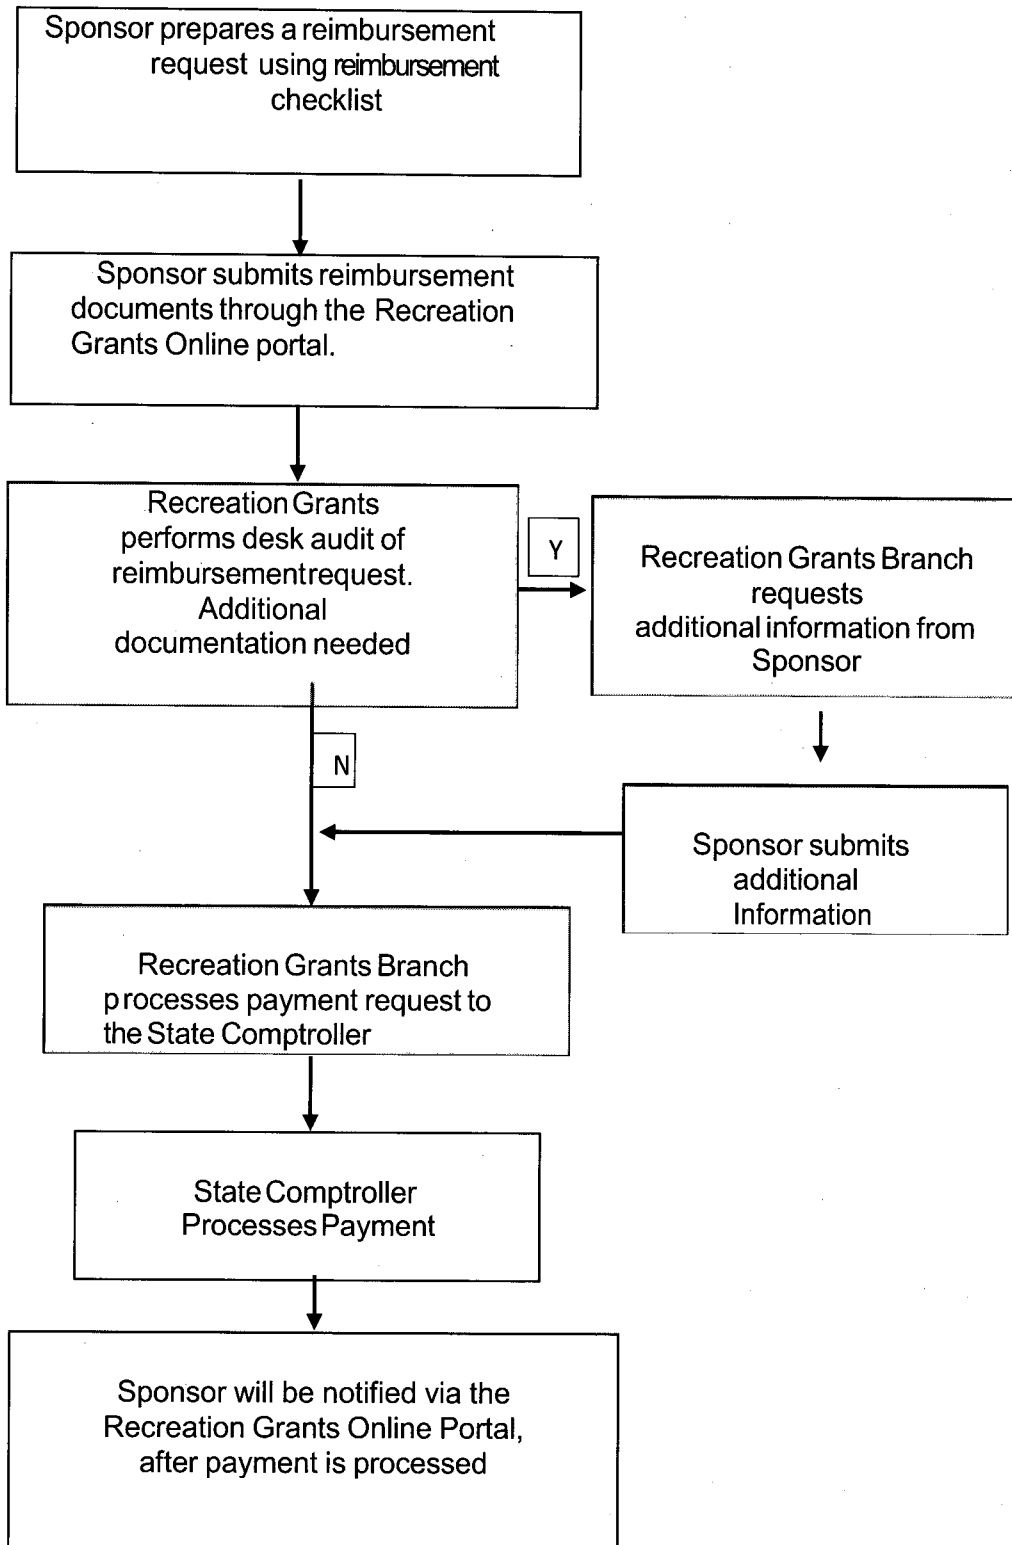 Sponsor prepares a reimbursement
request using reimbursement
checklist
Sponsor submits reimbursement
documents through the Recreation
Grants Online portal.
Recreation Grants
performs desk audit of
reimbursement request.
Additional
documentation needed
Y
Recreation Grants Branch
requests
additional information from
Sponsor
N
Sponsor submits
additional
Information
Recreation Grants Branch
processes payment request to
the State Comptroller
State Comptroller
Processes Payment
Sponsor will be notified via the
Recreation Grants Online Portal,
after payment is processed